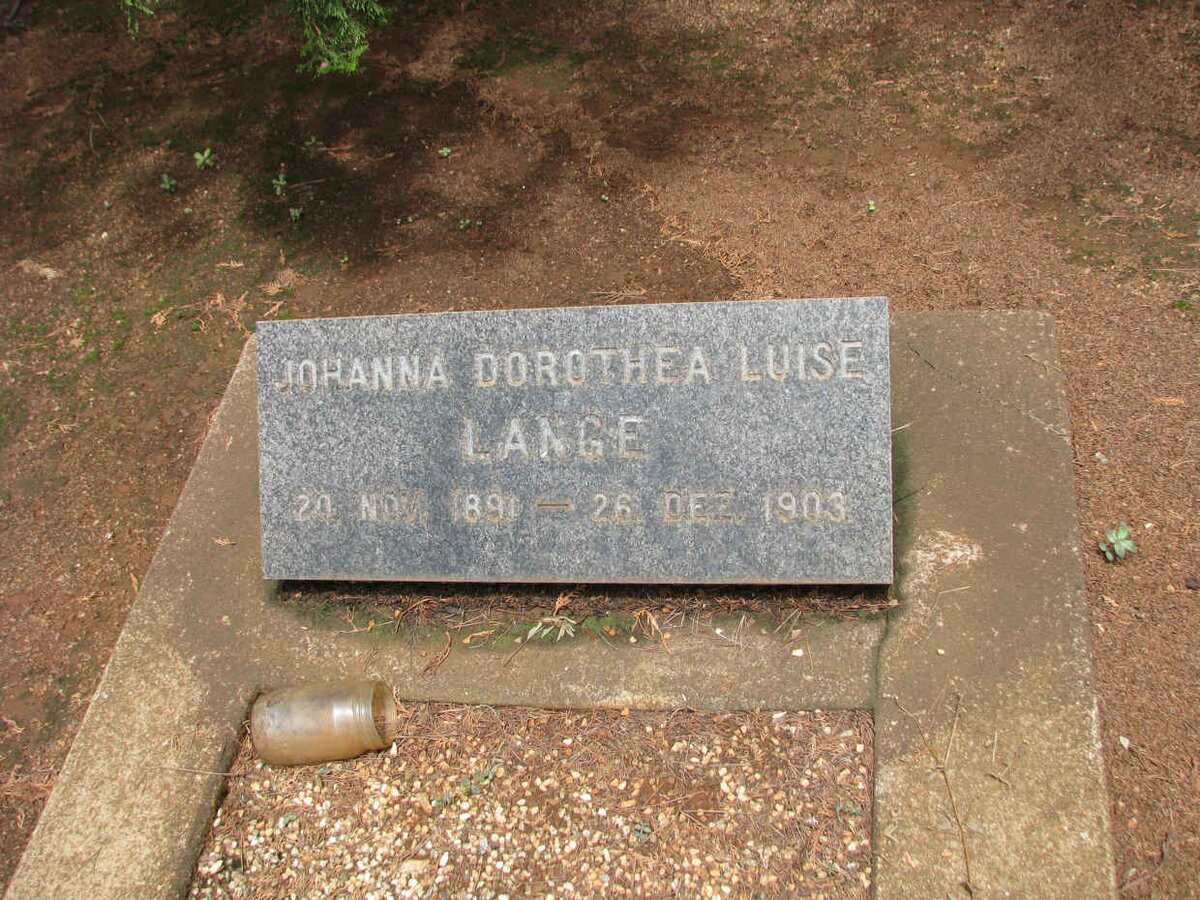 JOHANNA DOROTHEA LUISE
LANGE
20. NOV. 1891 — 26. DEZ. 1903